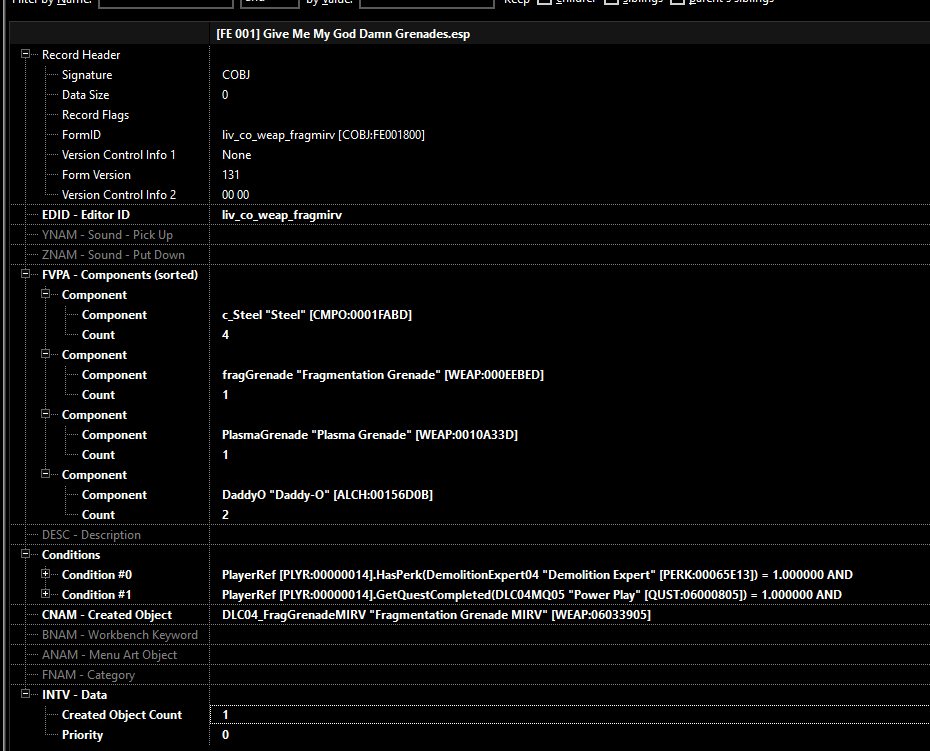 Filter by Name: and by Value: Keep children siblings parent's siblings
[FE 001] Give Me My God Damn Grenades.esp
Record Header
Signature COBJ
Data Size 0
Record Flags
FormID liv_co_weap_fragmirv [COBJ:FE001800]
Version Control Info 1 None
Form Version 131
Version Control Info 2 00 00
EDID - Editor ID liv_co_weap_fragmirv
YNAM - Sound - Pick Up
ZNAM - Sound - Put Down
FVPA - Components (sorted)
Component
Component c_Steel "Steel" [CMPO:0001FABD]
Count 4
Component
Component fragGrenade "Fragmentation Grenade" [WEAP:000EEBED]
Count 1
Component
Component PlasmaGrenade "Plasma Grenade" [WEAP:0010A33D]
Count 1
Component
Component DaddyO "Daddy-O" [ALCH:00156D0B]
Count 2
DESC - Description
Conditions
Condition #0 PlayerRef [PLYR:00000014].HasPerk(DemolitionExpert04 "Demolition Expert" [PERK:00065E13]) = 1.000000 AND
Condition #1 PlayerRef [PLYR:00000014].GetQuestCompleted(DLC04MQ05 "Power Play" [QUST:06000805]) = 1.000000 AND
CNAM - Created Object DLC04_FragGrenadeMIRV "Fragmentation Grenade MIRV" [WEAP:06033905]
BNAM - Workbench Keyword
ANAM - Menu Art Object
FNAM - Category
INTV - Data
Created Object Count 1
Priority 0